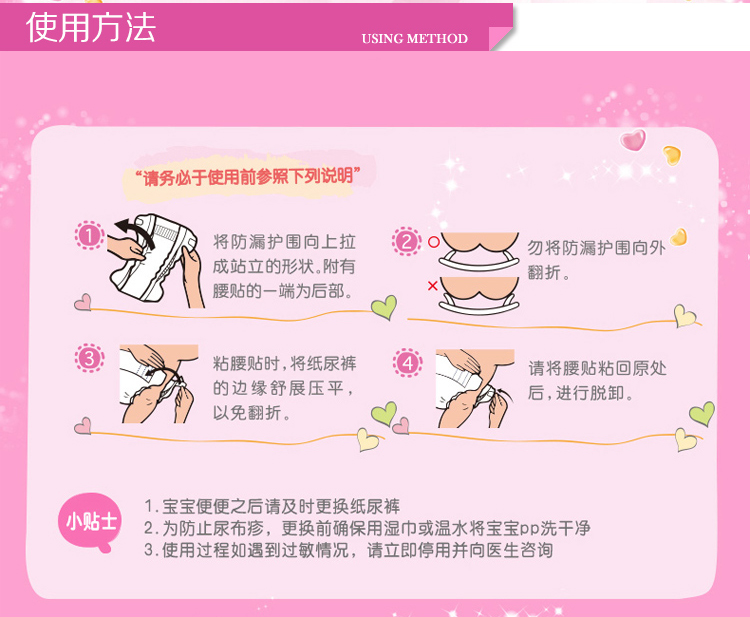 使用方法
USING METHOD
“请务必于使用前参照下列说明”
1
将防漏护围向上拉
成站立的形状。附有
腰贴的一端为后部。
2
勿将防漏护围向外
翻折。
3
粘腰贴时,将纸尿裤
的边缘舒展压平,
以免翻折。
4
请将腰贴粘回原处
后,进行脱卸。
小贴士
1.宝宝便便之后请及时更换纸尿裤
2.为防止尿布疹，更换前确保用湿巾或温水将宝宝pp洗干净
3.使用过程如遇到过敏情况，请立即停用并向医生咨询